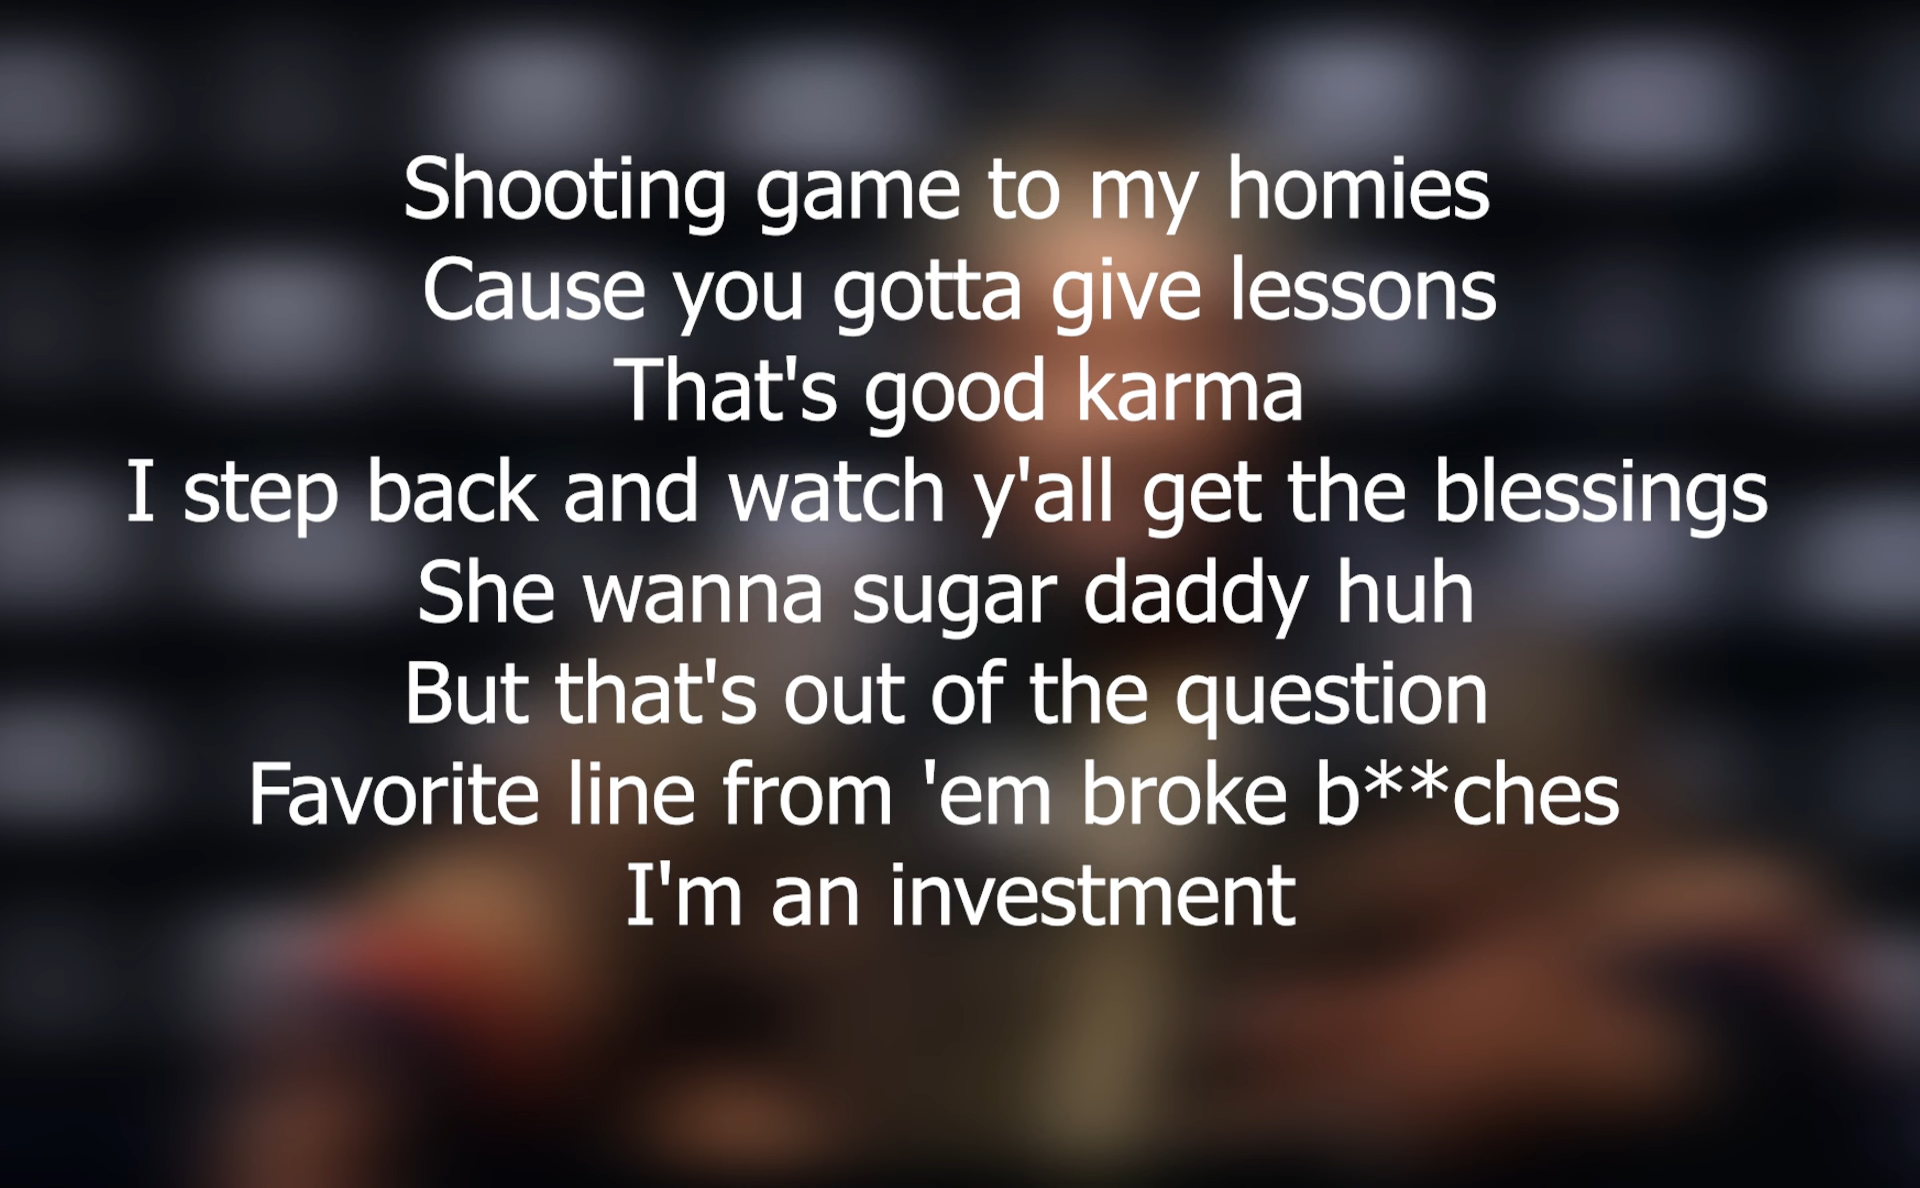 Shooting game to my homies
Cause you gotta give lessons
That's good karma
I step back and watch y'all get the blessings
She wanna sugar daddy huh
But that's out of the question
Favorite line from 'em broke b**ches
I'm an investment